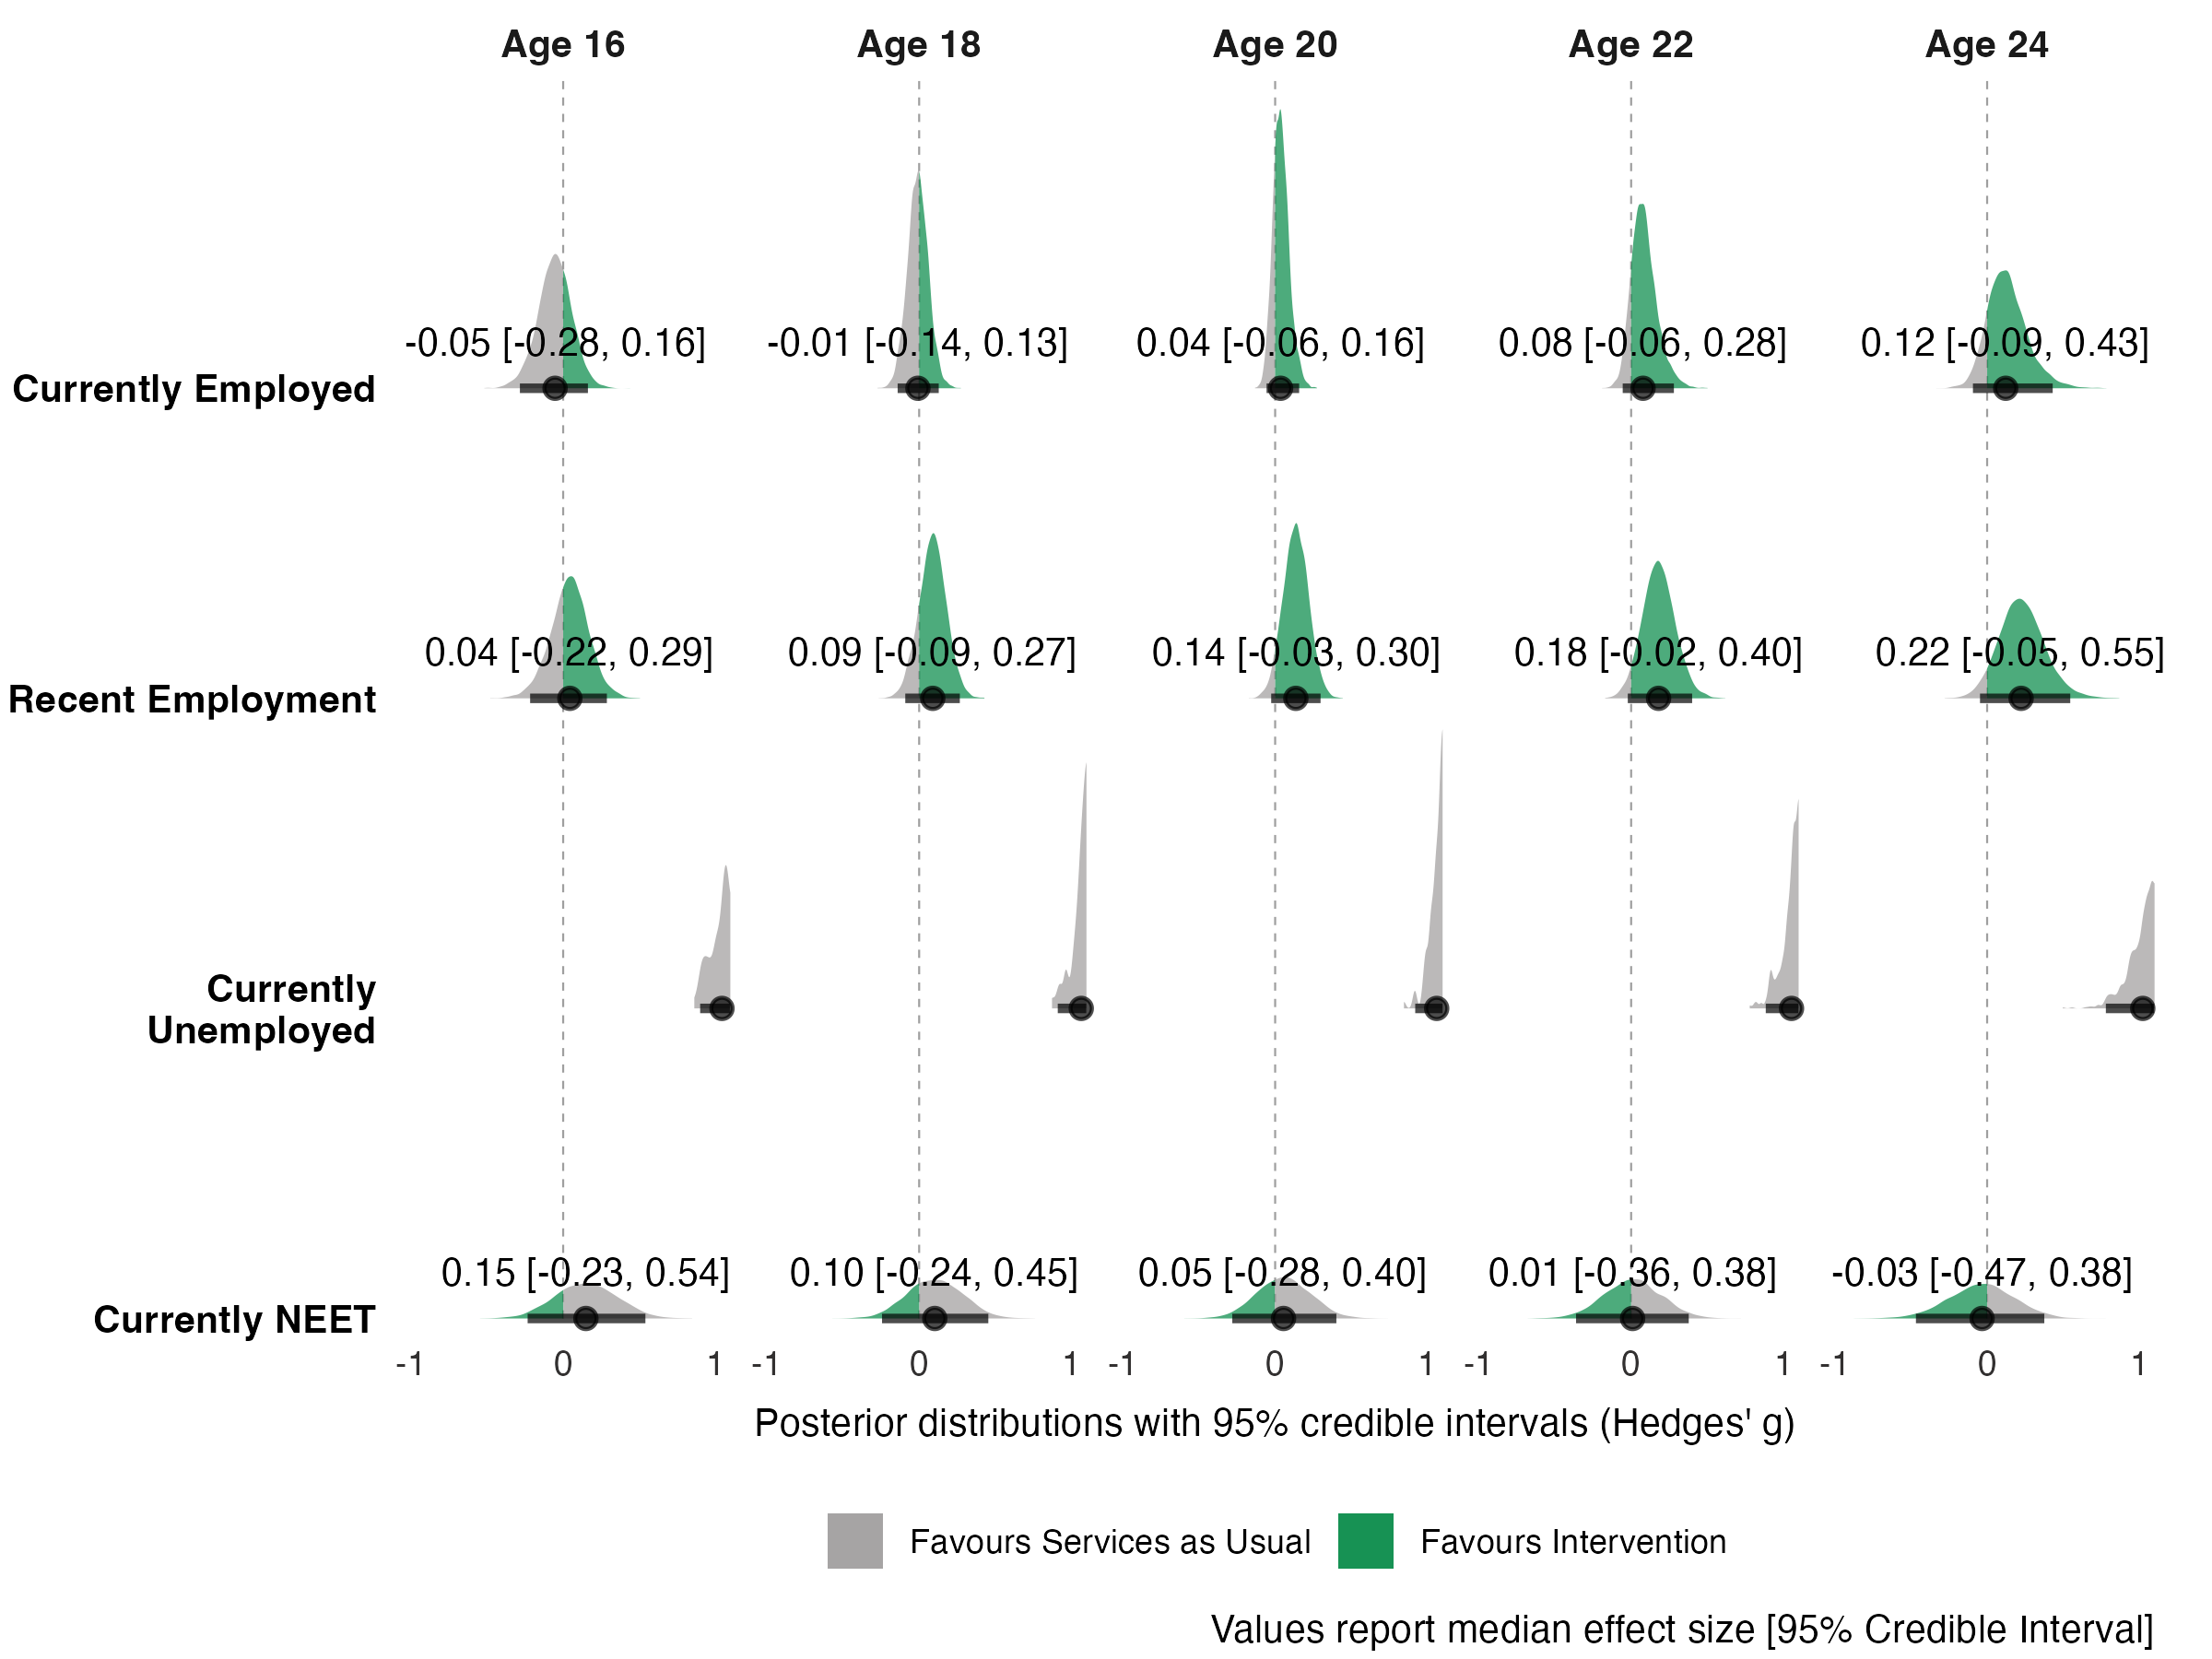 Age 16 Age 18 Age 20 Age 22 Age 24
-0.05 [-0.28, 0.16] -0.01 [-0.14, 0.13] 0.04 [-0.06, 0.16] 0.08 [-0.06, 0.28] 0.12 [-0.09, 0.43]
Currently Employed
0.04 [-0.22, 0.29] 0.09 [-0.09, 0.27] 0.14 [-0.03, 0.30] 0.18 [-0.02, 0.40] 0.22 [-0.05, 0.55]
Recent Employment
Currently
Unemployed
0.15 [-0.23, 0.54] 0.10 [-0.24, 0.45] 0.05 [-0.28, 0.40] 0.01 [-0.36, 0.38] -0.03 [-0.47, 0.38]
Currently NEET
-1 0 1 -1 0 1 -1 0 1 -1 0 1 -1 0 1
Posterior distributions with 95% credible intervals (Hedges' g)
Favours Services as Usual Favours Intervention
Values report median effect size [95% Credible Interval]